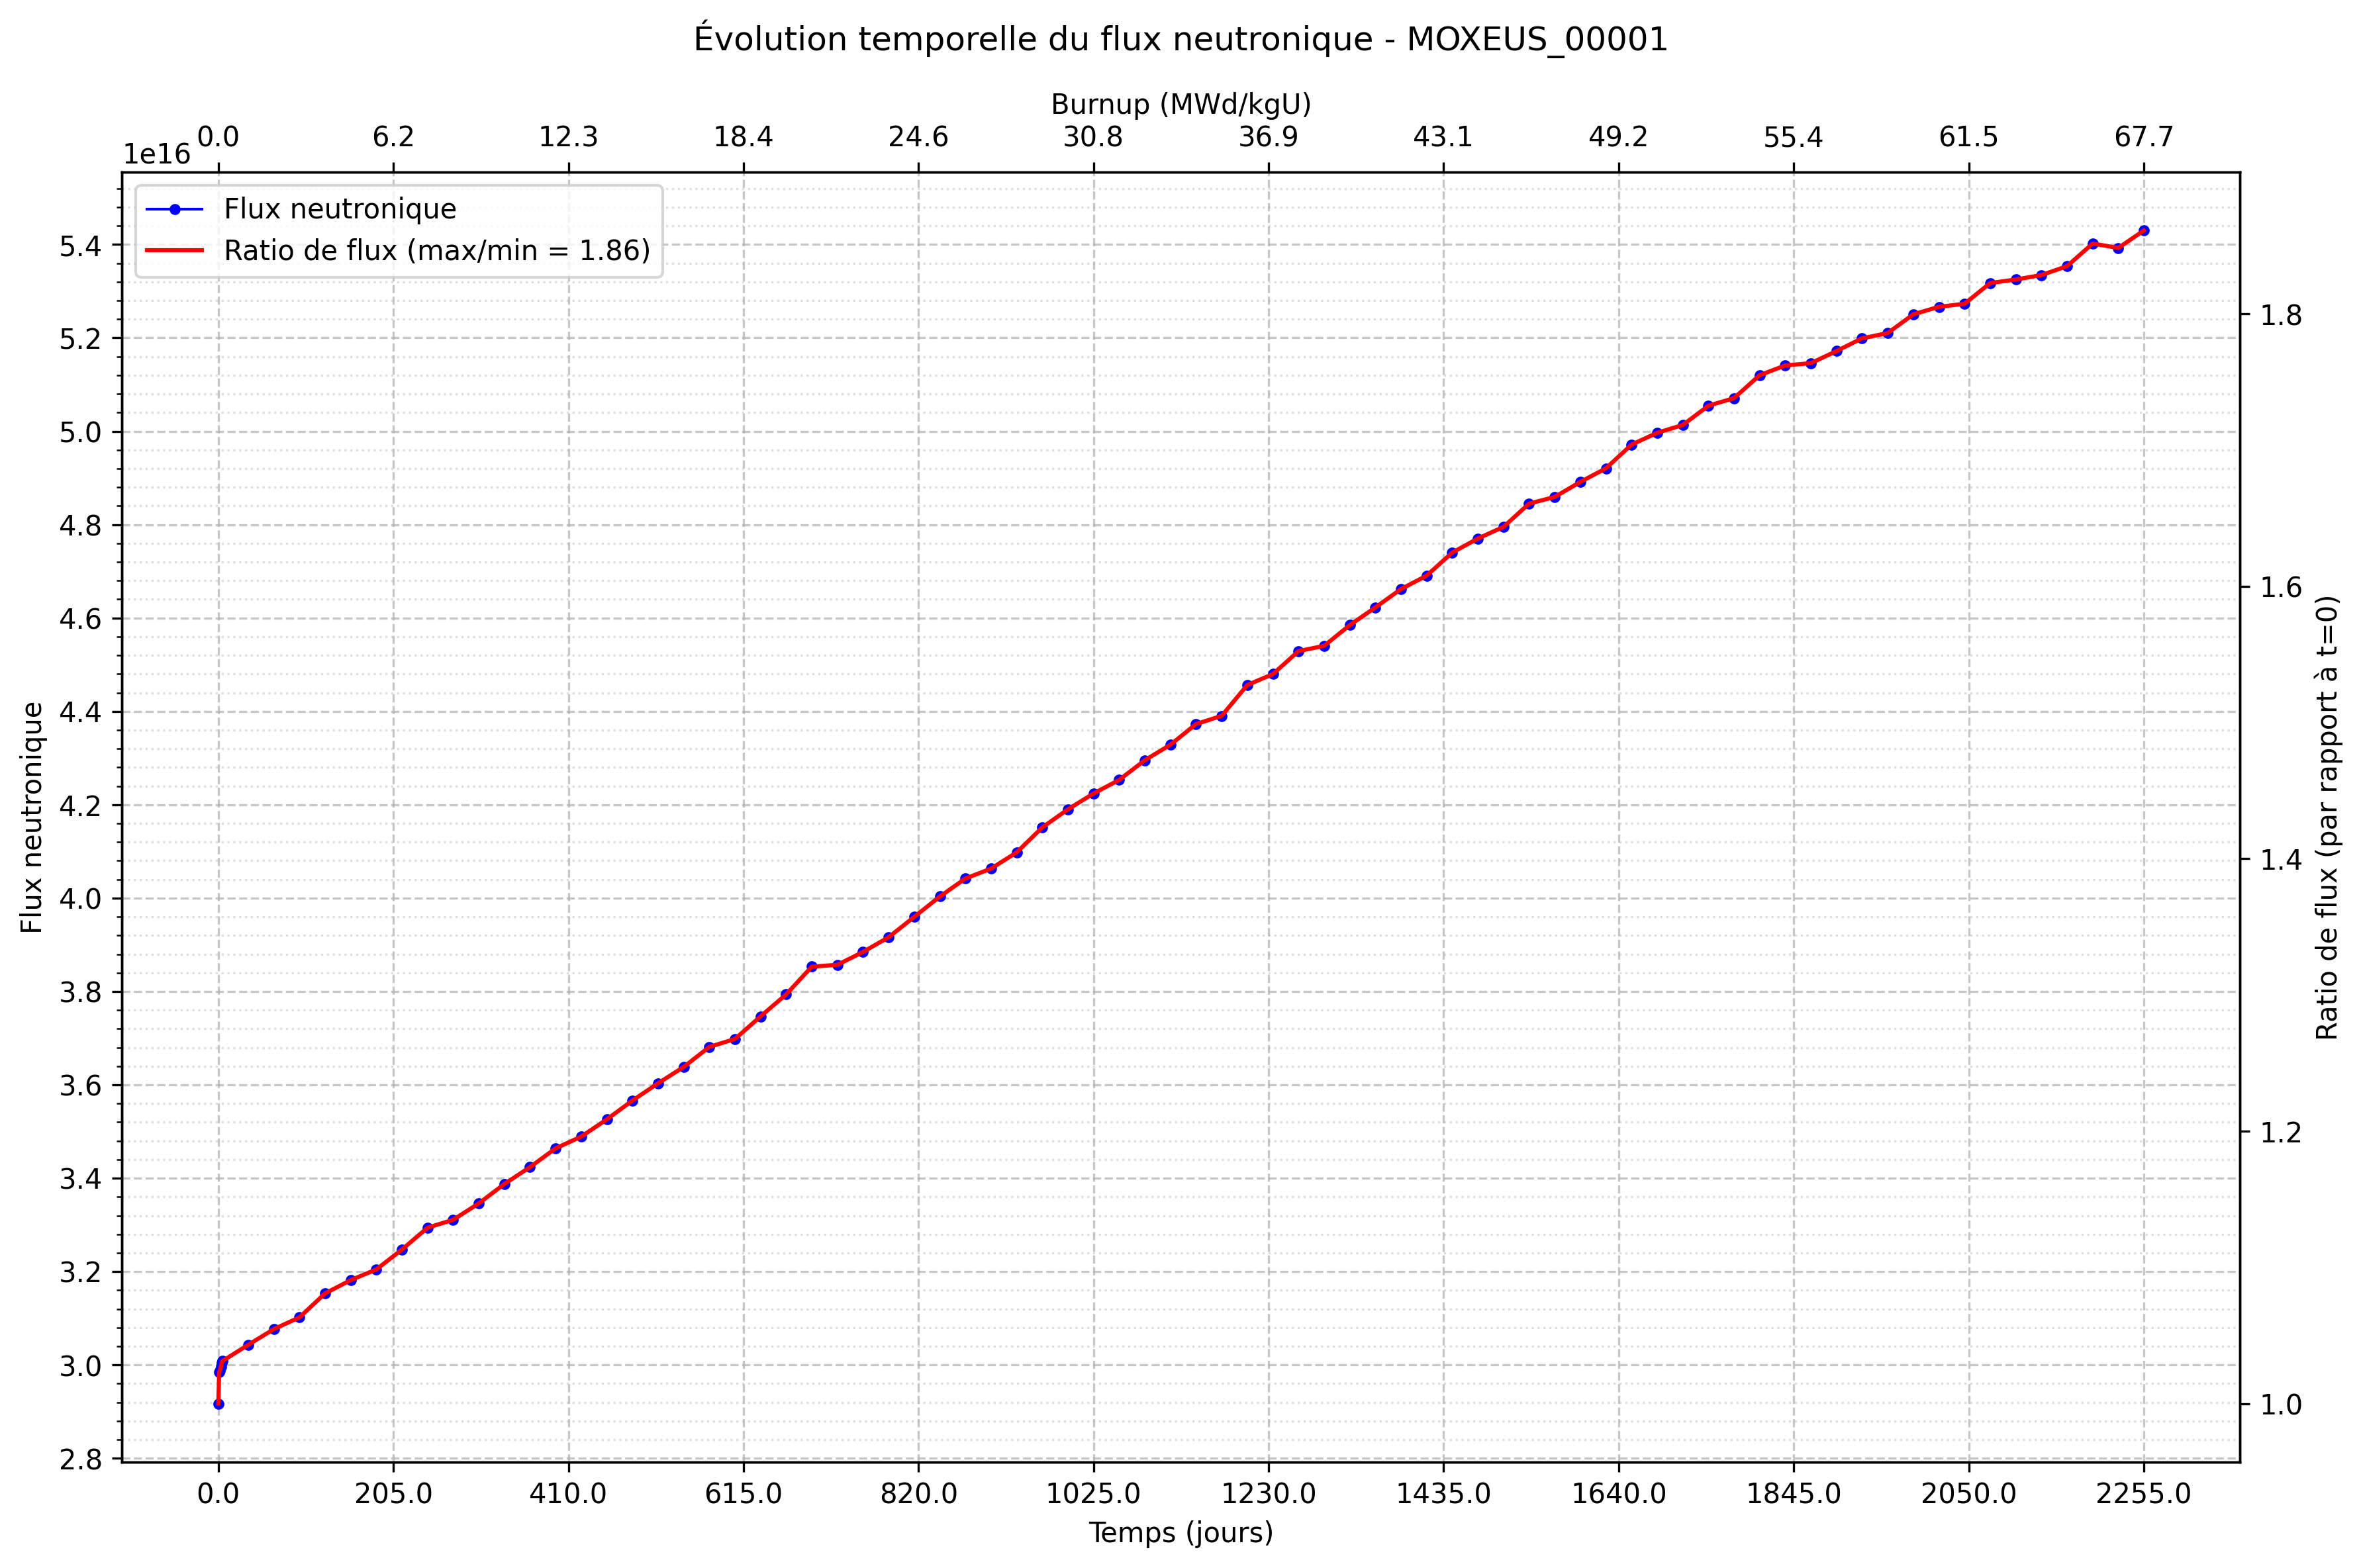 Évolution temporelle du flux neutronique - MOXEUS_00001
Burnup (MWd/kgU)
0.0 6.2 12.3 18.4 24.6 30.8 36.9 43.1 49.2 55.4 61.5 67.7
1e16
Flux neutronique
Ratio de flux (max/min = 1.86)
5.4
5.2
5.0
4.8
4.6
4.4
4.2
4.0
3.8
3.6
3.4
3.2
3.0
2.8
Flux neutronique
1.8
1.6
1.4
1.2
1.0
Ratio de flux (par rapport à t=0)
0.0 205.0 410.0 615.0 820.0 1025.0 1230.0 1435.0 1640.0 1845.0 2050.0 2255.0
Temps (jours)